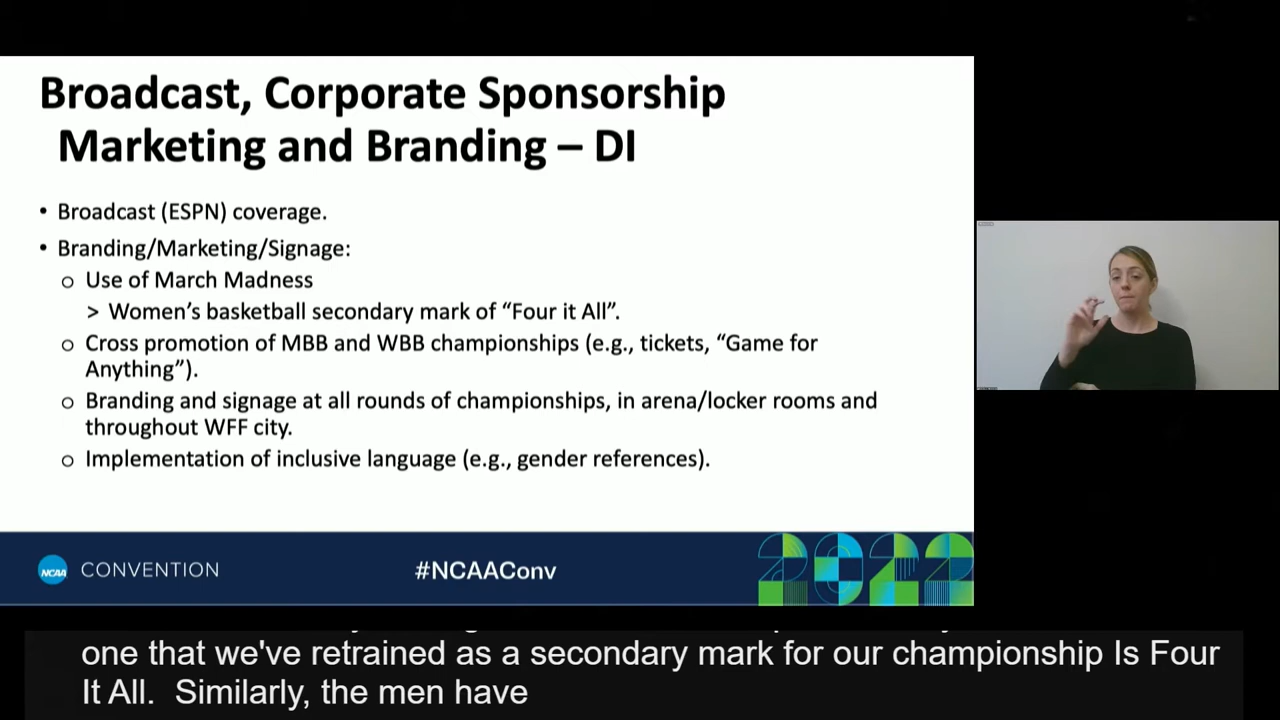 Broadcast, Corporate Sponsorship
Marketing and Branding – DI
• Broadcast (ESPN) coverage.
• Branding/Marketing/Signage:
o Use of March Madness
> Women’s basketball secondary mark of “Four it All”.
o Cross promotion of MBB and WBB championships (e.g., tickets, “Game for
Anything”).
o Branding and signage at all rounds of championships, in arena/locker rooms and
throughout WFF city.
o Implementation of inclusive language (e.g., gender references).
NCAA CONVENTION
#NCAAConv
2022
one that we've retrained as a secondary mark for our championship Is Four
It All.  Similarly, the men have